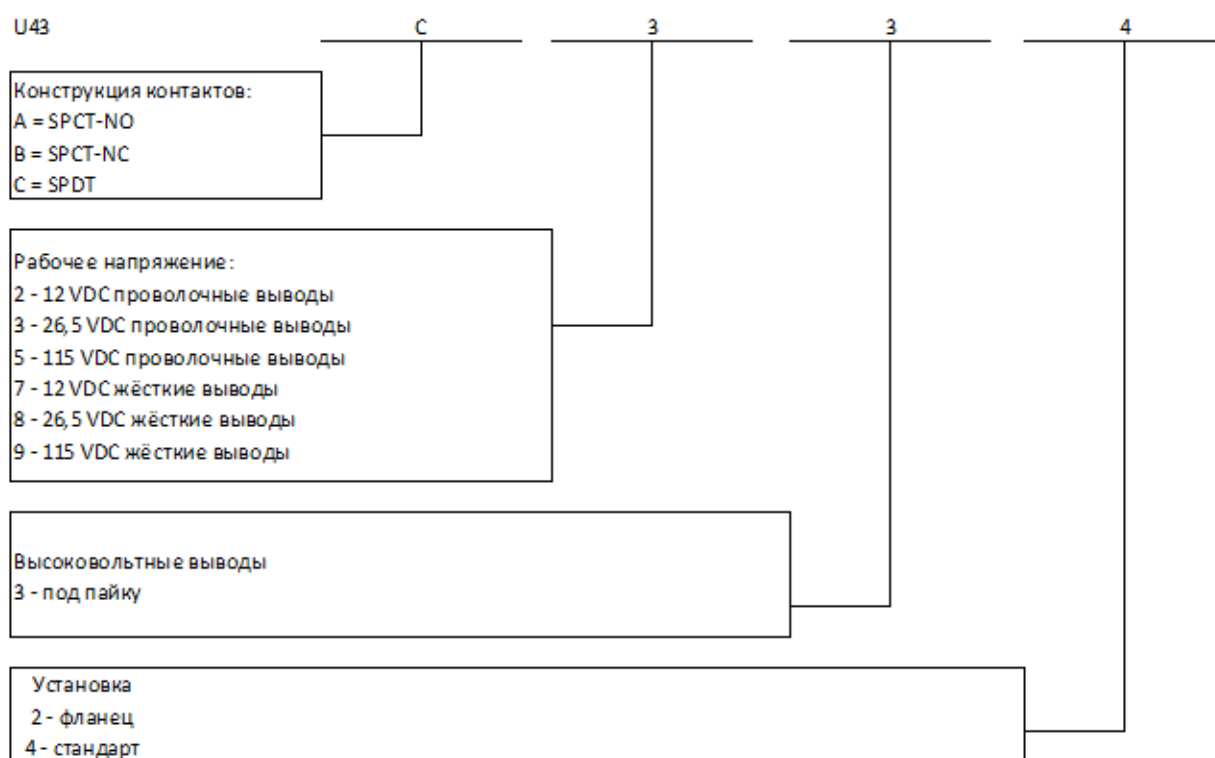 U43 C 3 3 4
Конструкция контактов:
A = SPCT-NO
B = SPCT-NC
C = SPDT
Рабочее напряжение:
2 - 12 VDC проволочные выводы
3 - 26,5 VDC проволочные выводы
5 - 115 VDC проволочные выводы
7 - 12 VDC жёсткие выводы
8 - 26,5 VDC жёсткие выводы
9 - 115 VDC жёсткие выводы
Высоковольтные выводы
3 - под пайку
Установка
2 - фланец
4 - стандарт